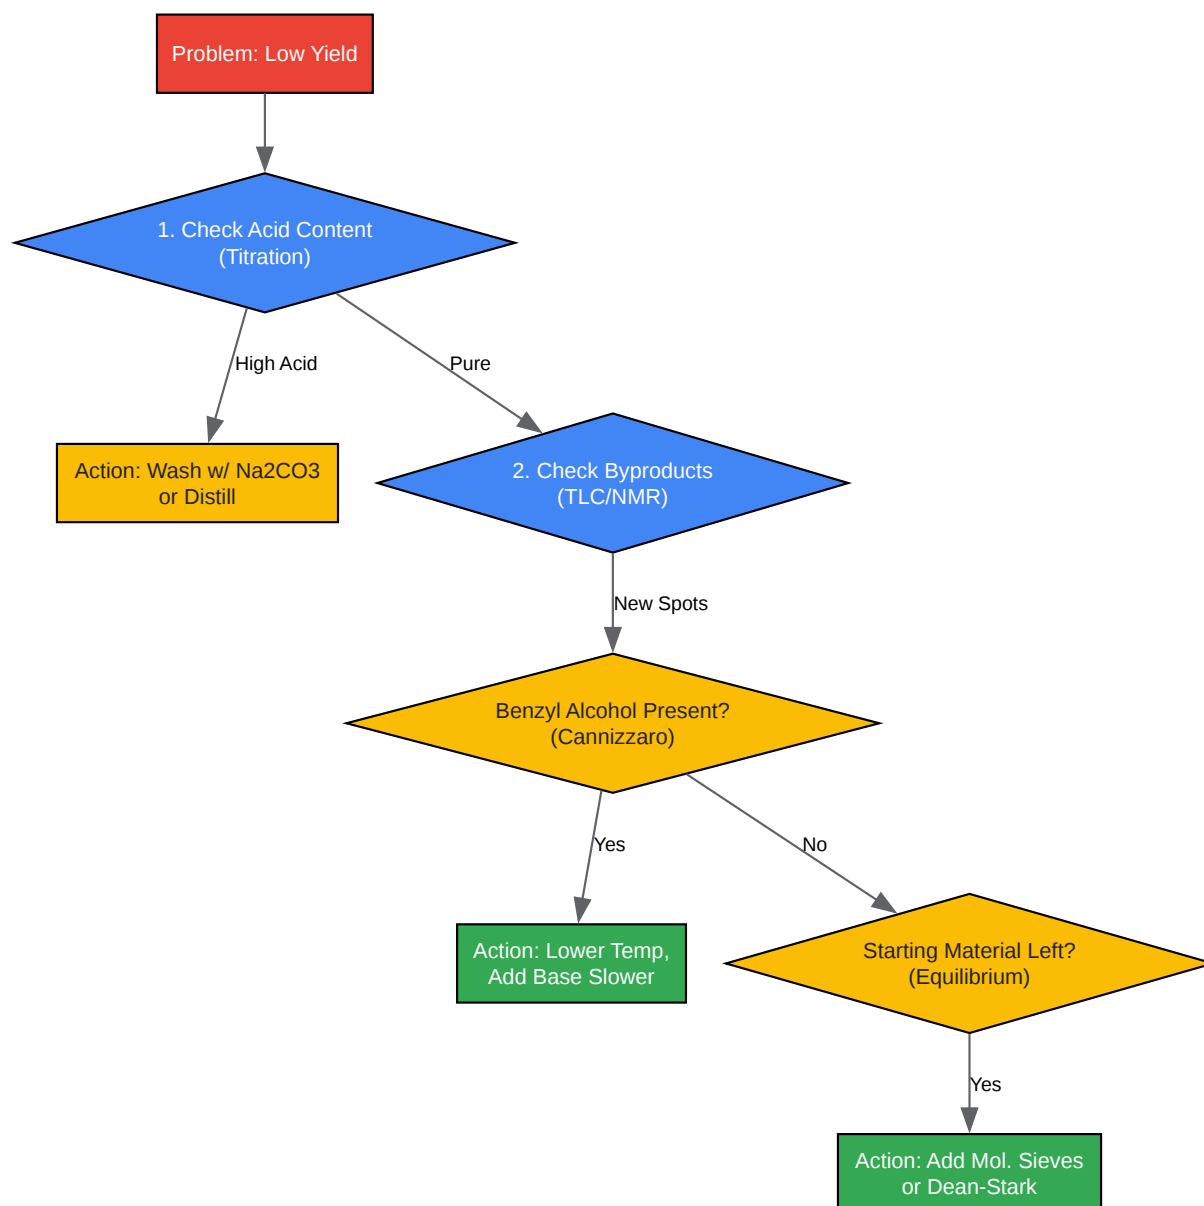 Problem: Low Yield
1. Check Acid Content
(Titration)
High Acid
Pure
Action: Wash w/ Na2CO3
or Distill
2. Check Byproducts
(TLC/NMR)
New Spots
Benzyl Alcohol Present?
(Cannizzaro)
Yes
No
Action: Lower Temp,
Add Base Slower
Starting Material Left?
(Equilibrium)
Yes
Action: Add Mol. Sieves
or Dean-Stark